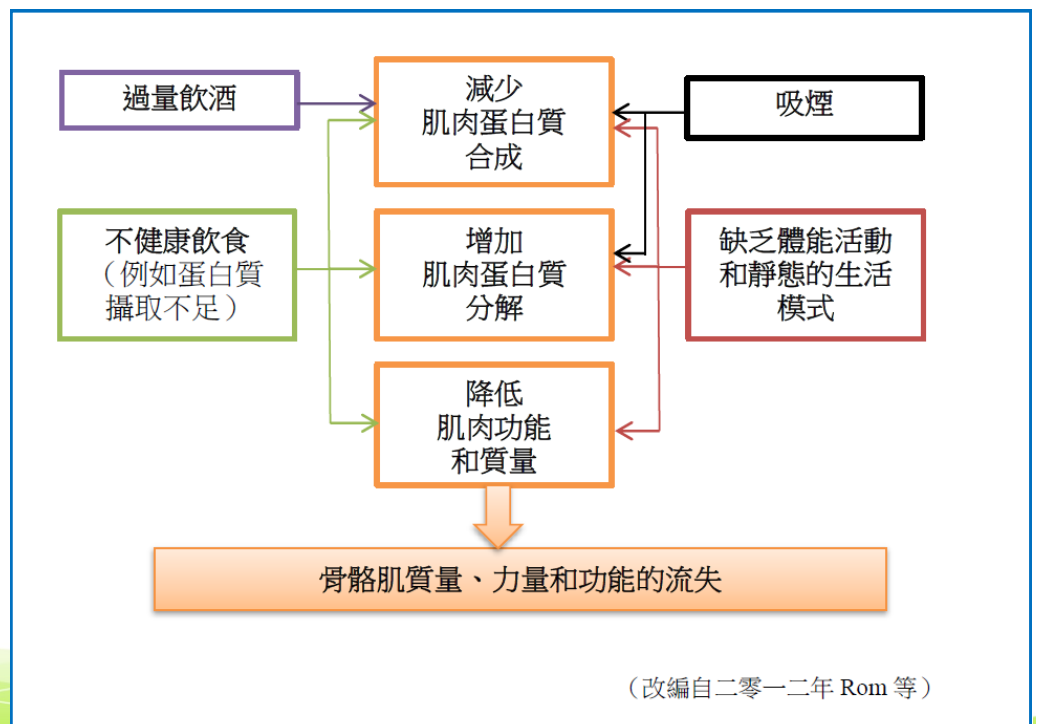 過量飲酒
減少
肌肉蛋白質
合成
吸煙
不健康飲食
（例如蛋白質
攝取不足）
增加
肌肉蛋白質
分解
缺乏體能活動
和靜態的生活
模式
降低
肌肉功能
和質量
骨骼肌質量、力量和功能的流失
（改編自二零一二年 Rom 等）